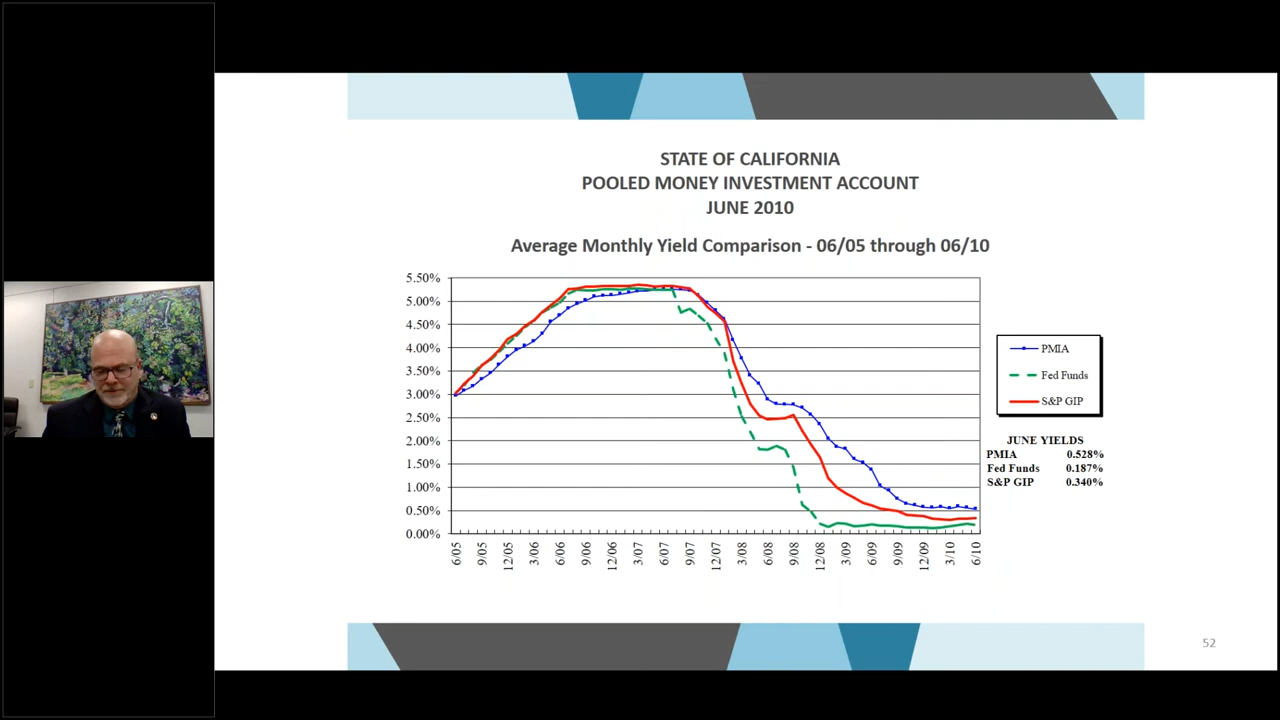 STATE OF CALIFORNIA
POOLED MONEY INVESTMENT ACCOUNT
JUNE 2010
Average Monthly Yield Comparison - 06/05 through 06/10
5.50%
5.00%
4.50%
4.00%
3.50%
3.00%
2.50%
2.00%
1.50%
1.00%
0.50%
0.00%
6/05 9/05 12/05 3/06 6/06 9/06 12/06 3/07 6/07 9/07 12/07 3/08 6/08 9/08 12/08 3/09 6/09 9/09 12/09 3/10 6/10
PMIA
Fed Funds
S&P GIP
JUNE YIELDS
PMIA 0.528%
Fed Funds 0.187%
S&P GIP 0.340%
52